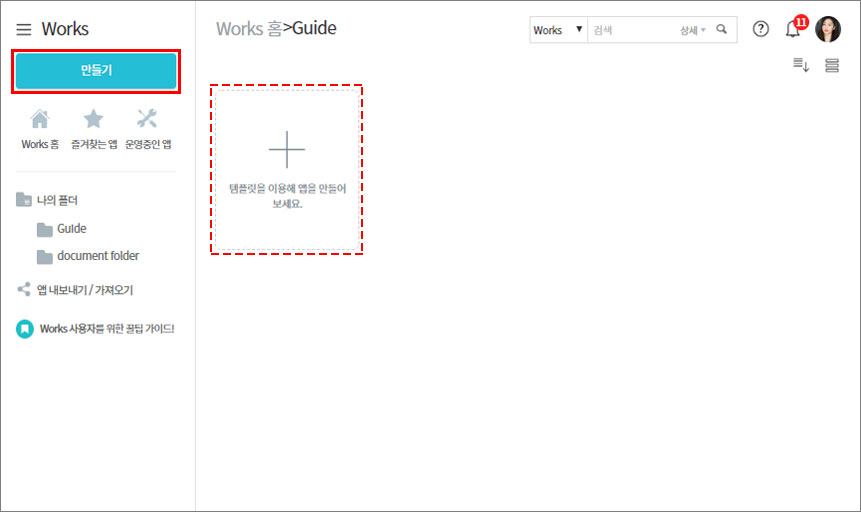 Works
만들기
Works 홈
즐겨찾는 앱
운영중인 앱
나의 폴더
Guide
document folder
앱 내보내기 / 가져오기
Works 사용자를 위한 꿀팁 가이드!
Works 홈>Guide
Works ▼
검색
상세
?
11
템플릿을 이용해 앱을 만들어
보세요.